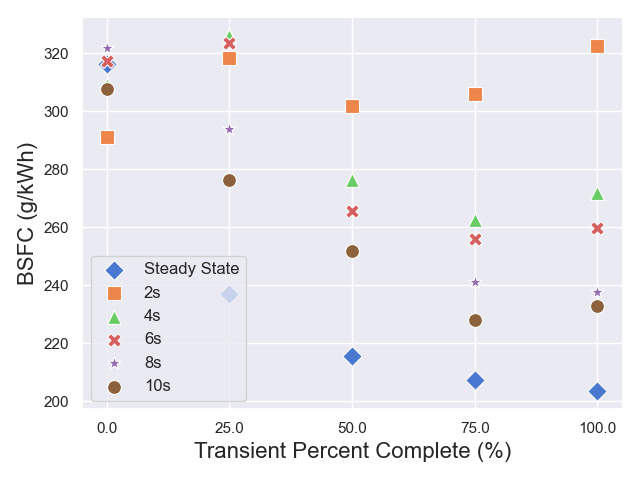 BSFC (g/kWh)
320
300
280
260
240
220
200
Steady State
2s
4s
6s
8s
10s
0.0
25.0
50.0
75.0
100.0
Transient Percent Complete (%)